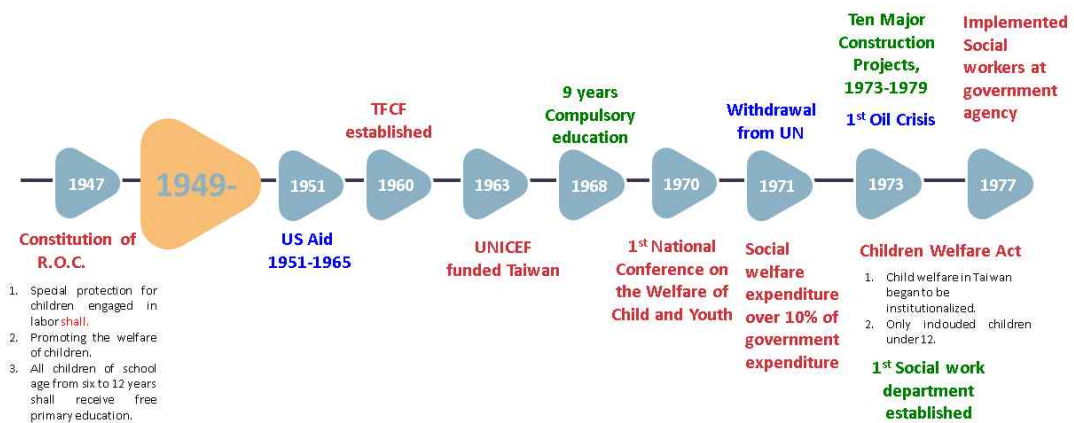 Ten Major
Construction
Projects,
1973-1979
1st Oil Crisis
Implemented
Social
workers at
government
agency
TFCF
established
9 years
Compulsory
education
Withdrawal
from UN
1947
1949-
1951
1960
1963
1968
1970
1971
1973
1977
Constitution of
R.O.C.
1. Special protection for
children engaged in
labor shall.
2. Promoting the welfare
of children.
3. All children of school
age from six to 12 years
shall receive free
primary education.
US Aid
1951-1965
UNICEF
funded Taiwan
1st National
Conference on
the Welfare of
Child and Youth
Social
welfare
expenditure
over 10% of
government
expenditure
Children Welfare Act
1. Child welfare in Taiwan
began to be
institutionalized.
2. Only indouded children
under 12.
1st Social work
department
established